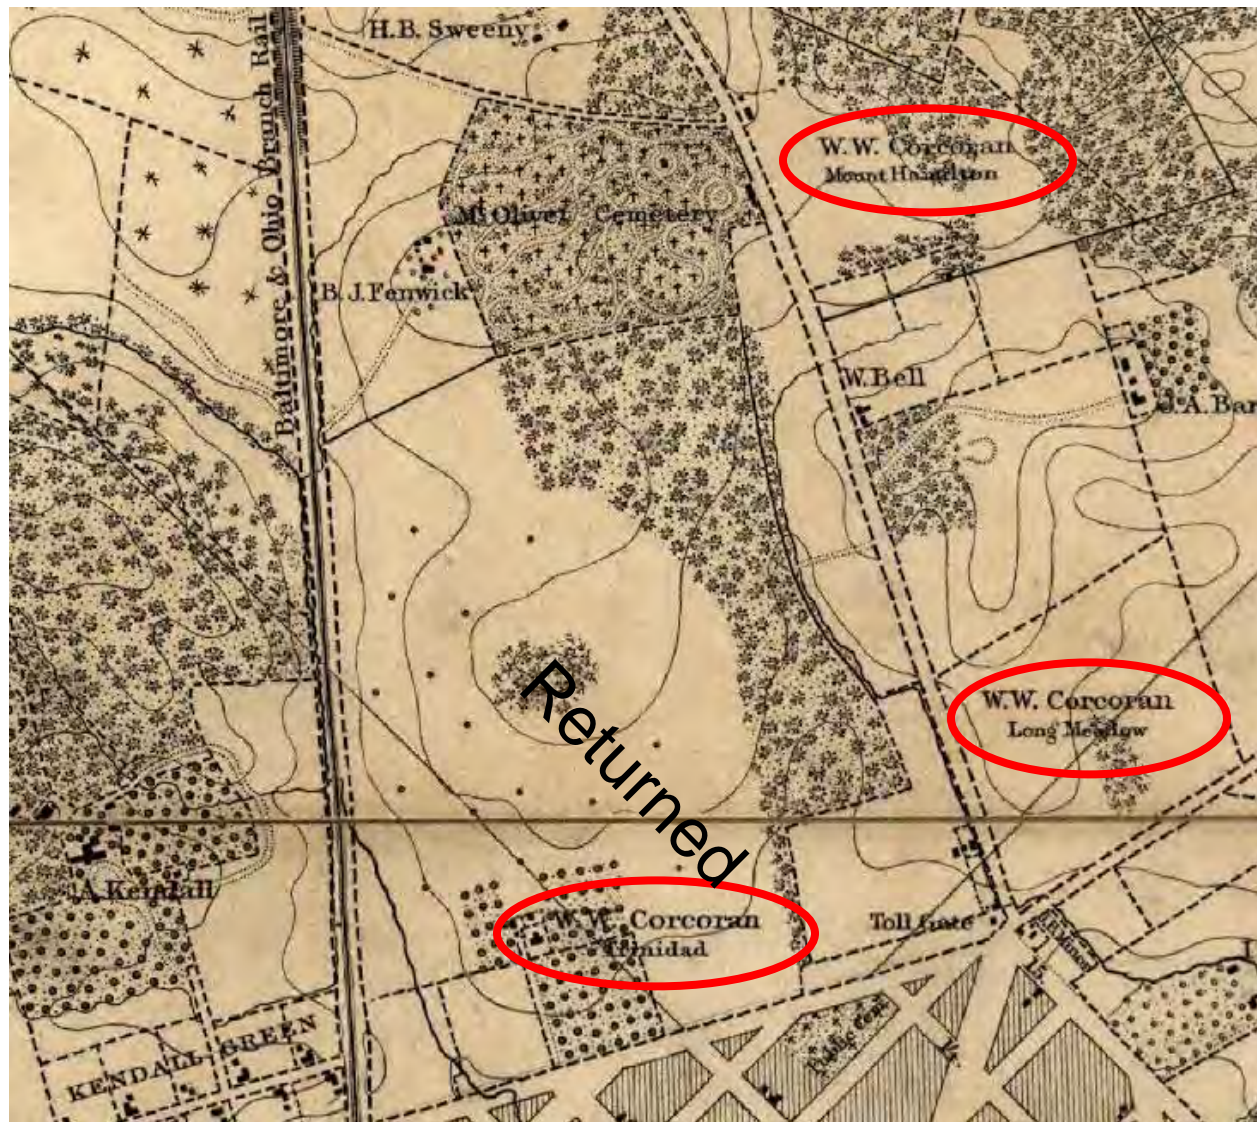 H.B. Sweeny
Baltimore & Ohio Branch Rail
W.W. Corcoran
Mount Hamilton
Mt. Olivet Cemetery
B.J. Fenwick
W. Bell
J.A. Bar
W.W. Corcoran
Long Meadow
Returned
A. Kendall
W.W. Corcoran
Trinidad
Toll Gate
KENDALL GREEN